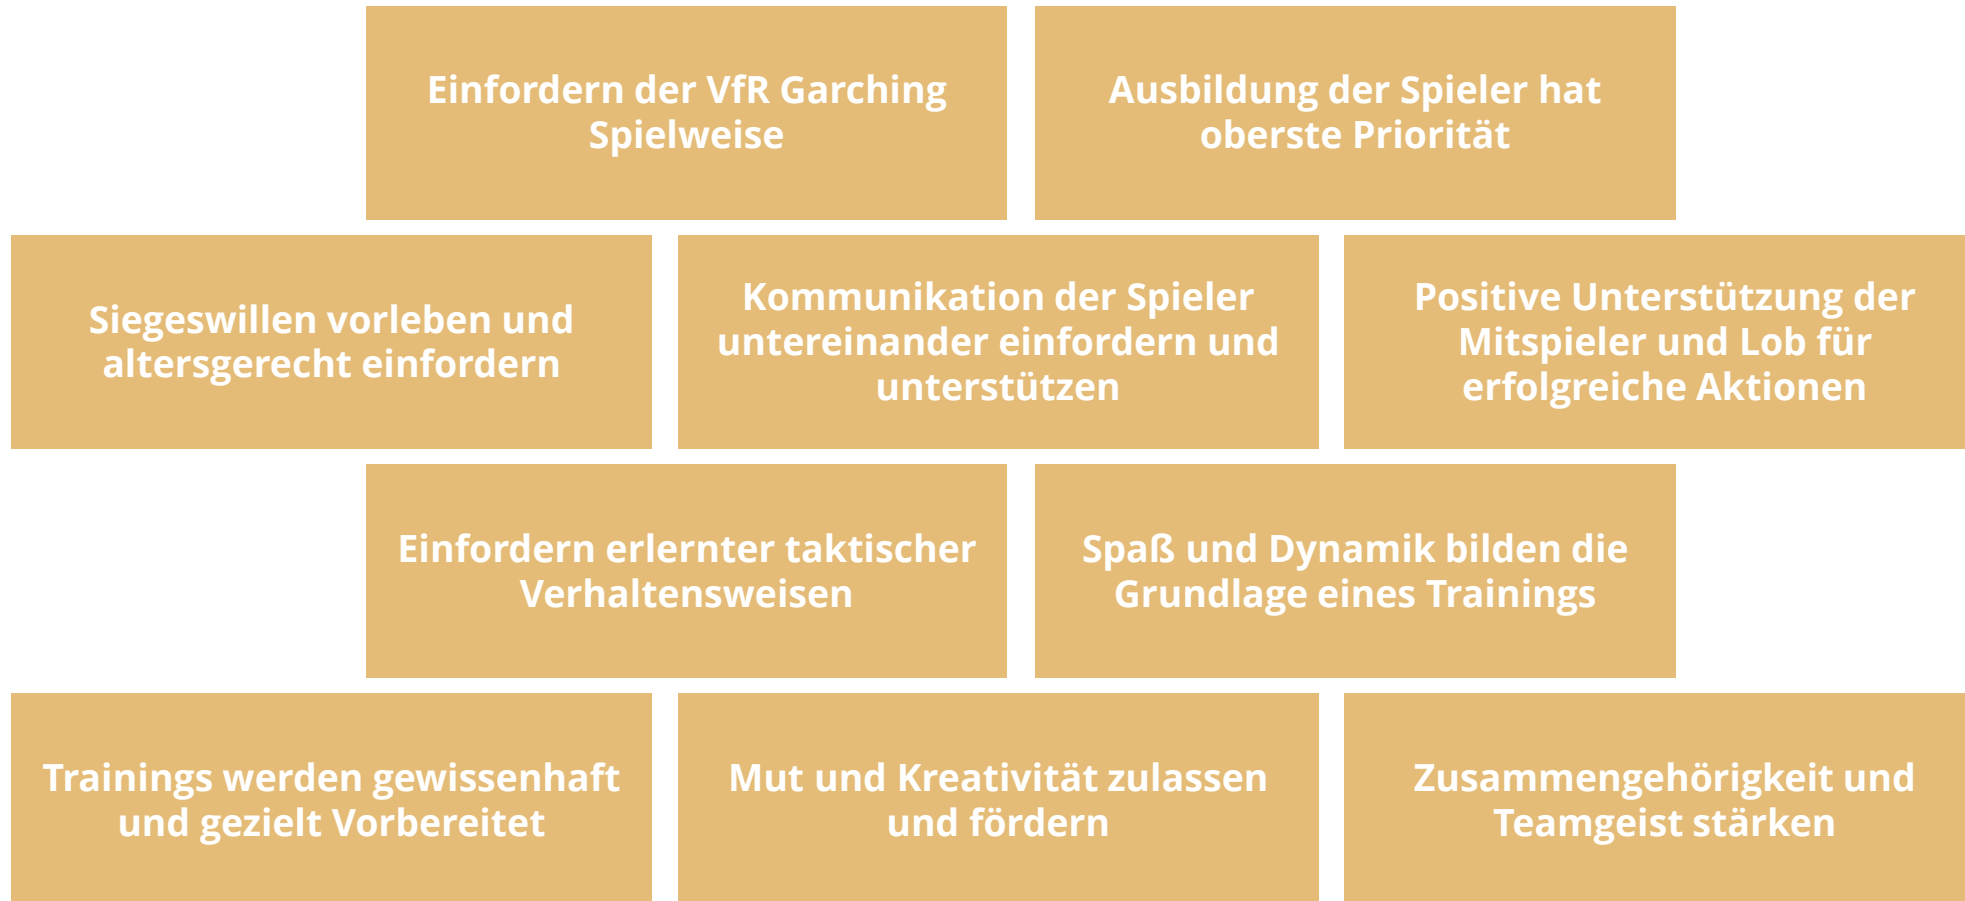 Einfordern der VfR Garching
Spielweise
Ausbildung der Spieler hat
oberste Priorität
Siegeswillen vorleben und
altersgerecht einfordern
Kommunikation der Spieler
untereinander einfordern und
unterstützen
Positive Unterstützung der
Mitspieler und Lob für
erfolgreiche Aktionen
Einfordern erlernter taktischer
Verhaltensweisen
Spaß und Dynamik bilden die
Grundlage eines Trainings
Trainings werden gewissenhaft
und gezielt Vorbereitet
Mut und Kreativität zulassen
und fördern
Zusammengehörigkeit und
Teamgeist stärken